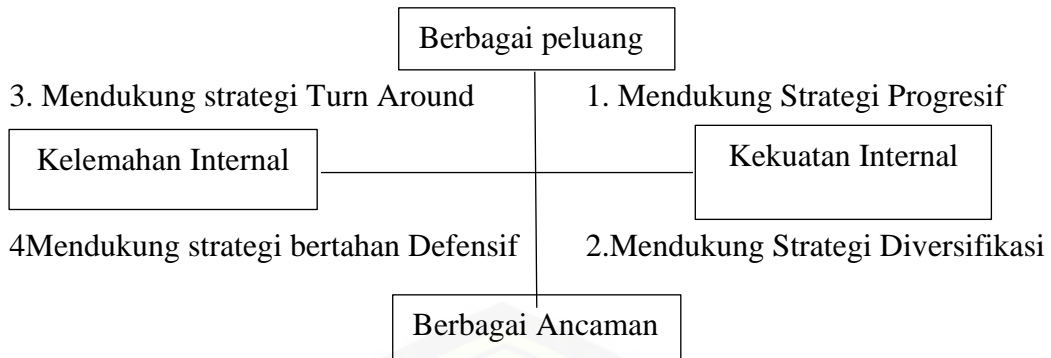 Berbagai peluang
3. Mendukung strategi Turn Around
1. Mendukung Strategi Progresif
Kelemahan Internal
Kekuatan Internal
4Mendukung strategi bertahan Defensif
2.Mendukung Strategi Diversifikasi
Berbagai Ancaman